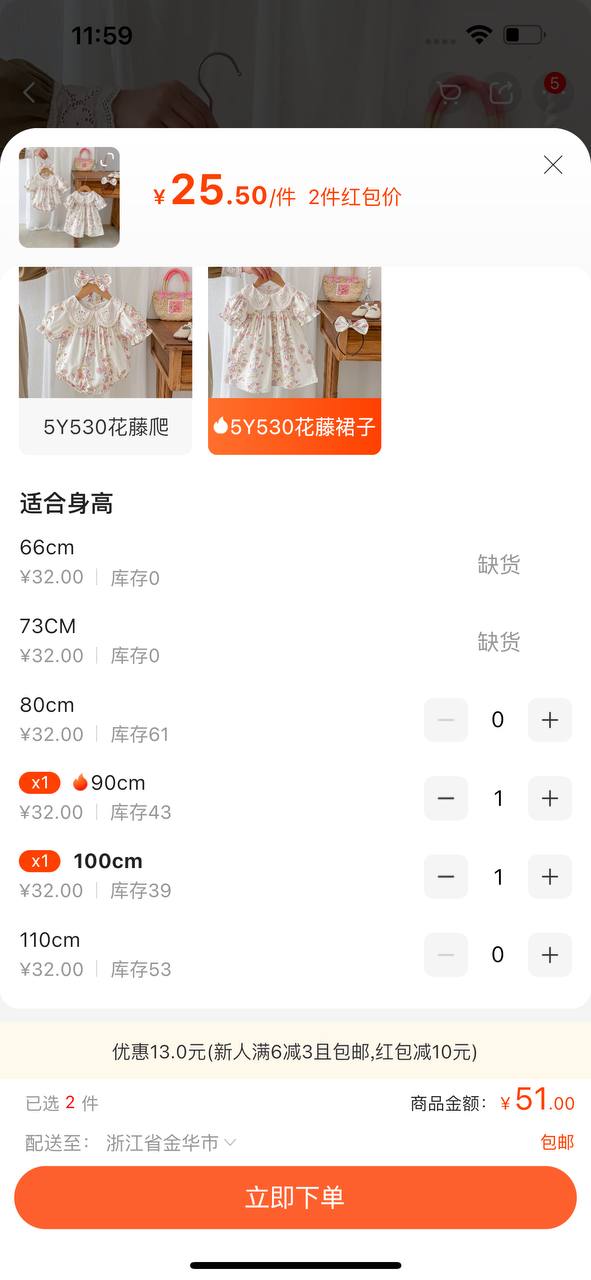 11:59
5
¥25.50/件 2件红包价
5Y530花藤爬
5Y530花藤裙子
适合身高
66cm
¥32.00 库存0
缺货
73CM
¥32.00 库存0
缺货
80cm
¥32.00 库存61
0
x1 90cm
¥32.00 库存43
1
x1 100cm
¥32.00 库存39
1
110cm
¥32.00 库存53
0
优惠13.0元(新人满6减3且包邮,红包减10元)
已选 2 件
商品金额: ¥51.00
配送至: 浙江省金华市
包邮
立即下单